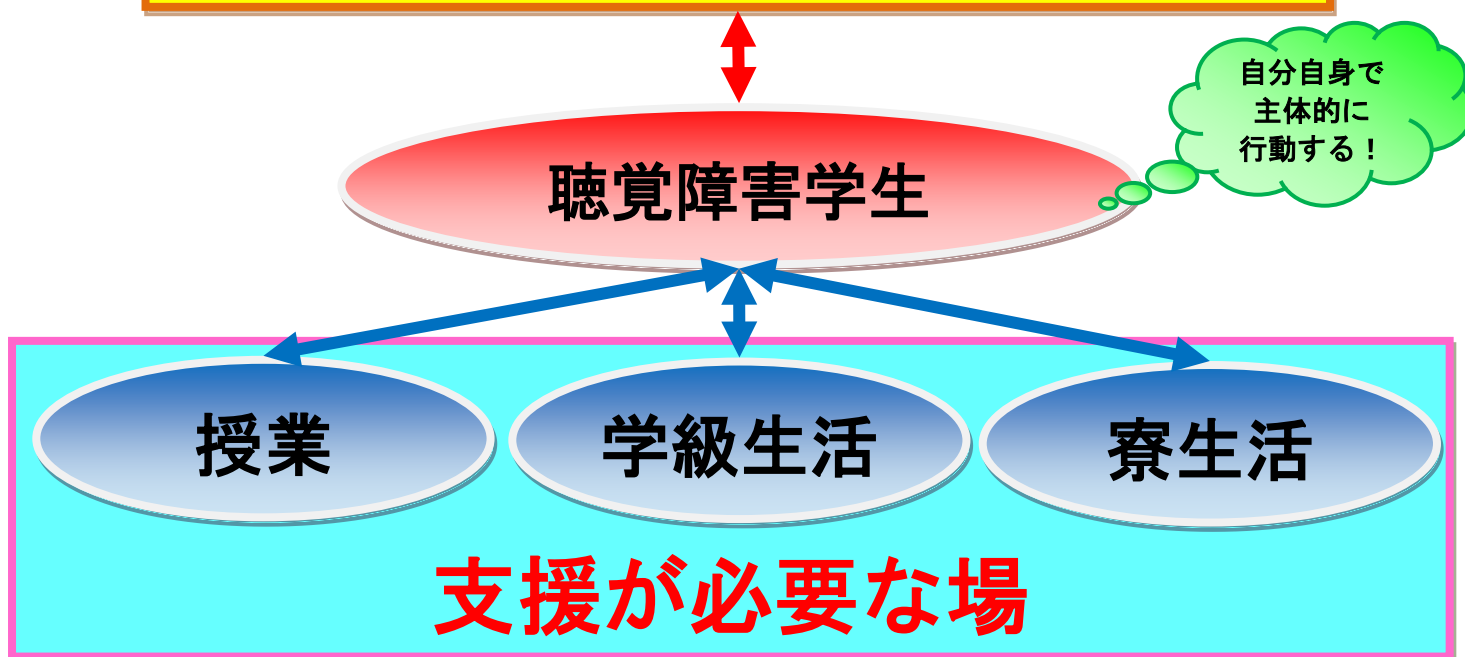 自分自身で
主体的に
行動する！
聴覚障害学生
授業
学級生活
寮生活
支援が必要な場